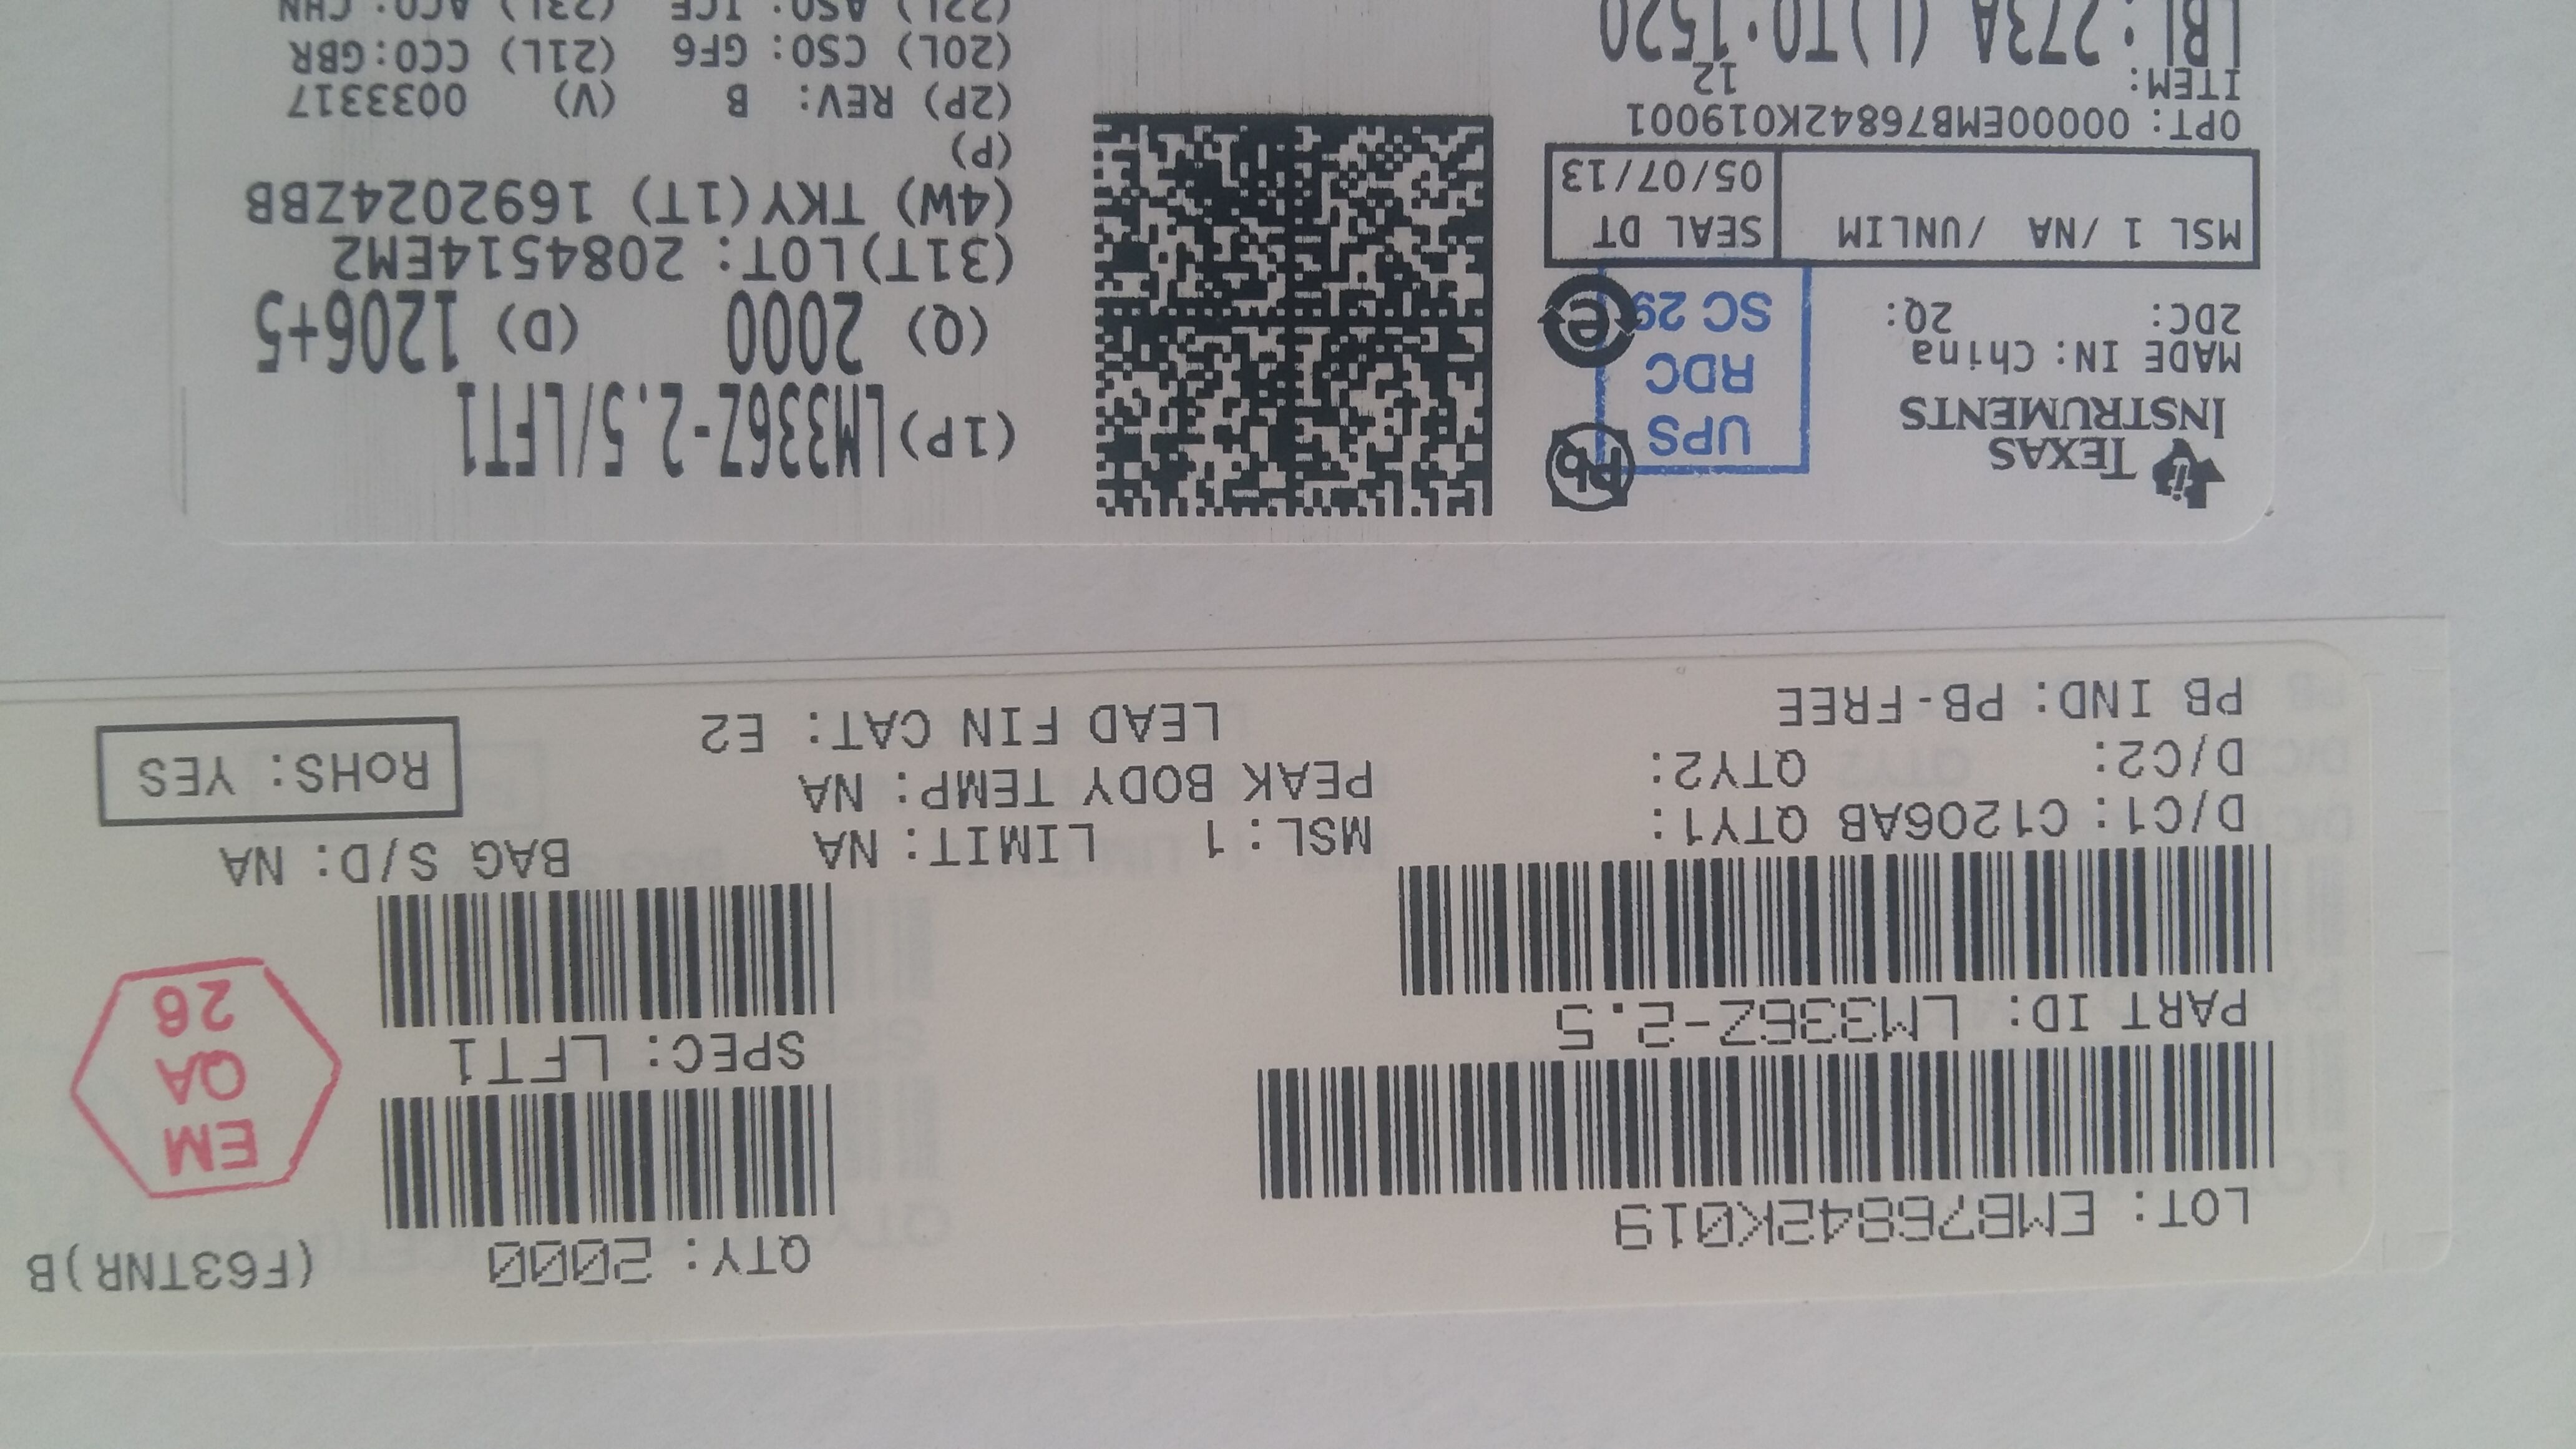 LOT: EMB76842K019
QTY: 2000
(F63TNR)B
PART ID: LM336Z-2.5
SPEC: LFT1
EM
QA
26
D/C1: C1206AB QTY1:
D/C2: QTY2:
PB IND: PB-FREE
MSL:1 LIMIT: NA
PEAK BODY TEMP: NA
LEAD FIN CAT: E2
BAG S/D: NA
ROHS: YES
TEXAS
INSTRUMENTS
MADE IN: China
2DC: 2Q:
UPS
RDC
SC 29
Pb
e
MSL 1 /NA /UNLIM
SEAL DT
05/07/13
OPT: 00000EMB76842K019001
ITEM: 12
LBL: 273A (L)TO:1520
(1P)LM336Z-2.5/LFT1
(Q) 2000 (D) 1206+5
(31T)LOT: 2084514EM2
(4W) TKY(1T) 1692024ZBB
(P)
(2P) REV: B (V) 0033317
(20L) CSO: GF6 (21L) CCO:GBR
(22L) ASO: ICE (23L) ACO: CHN